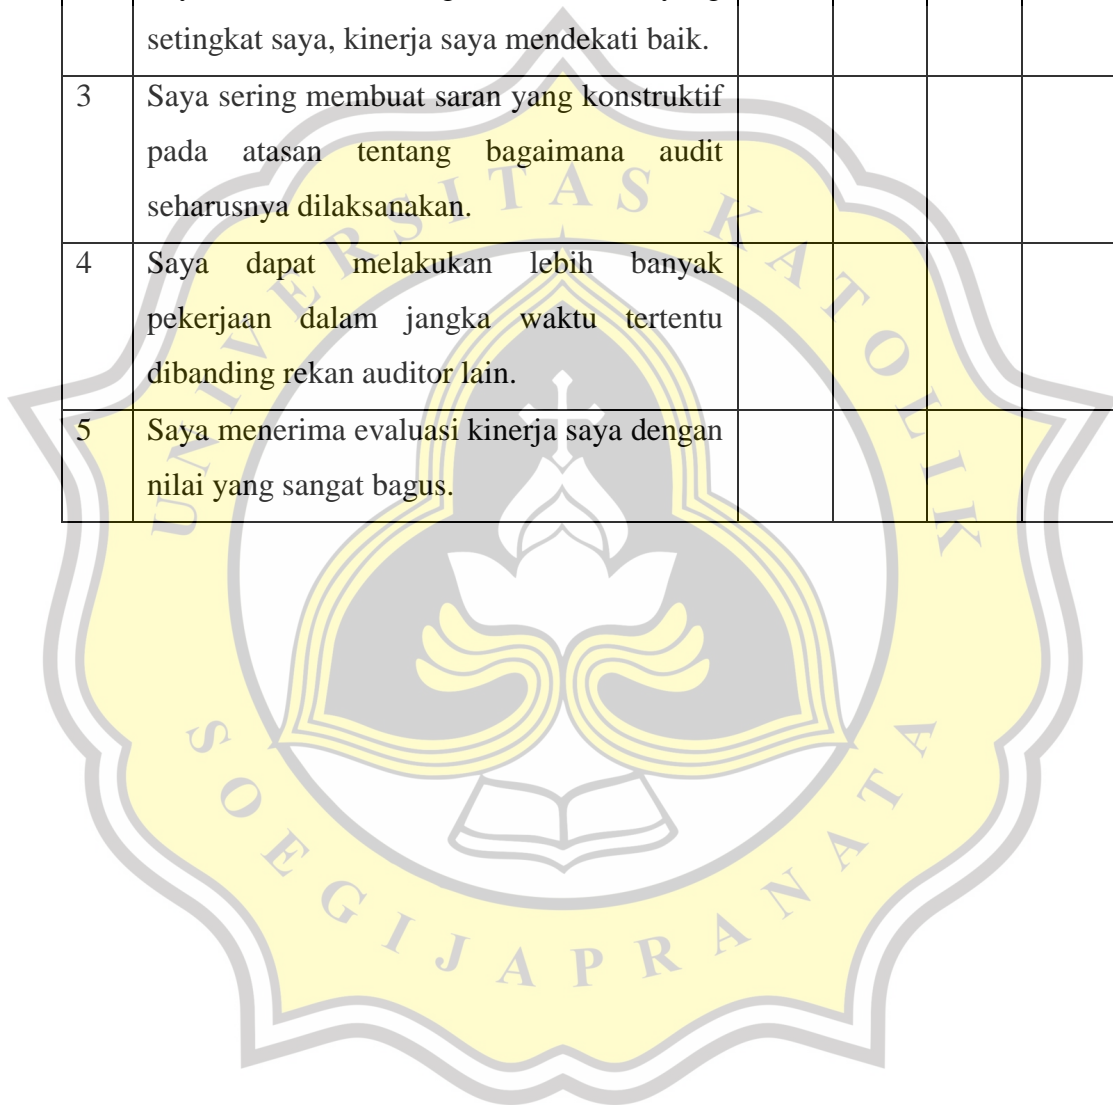 setingkat saya, kinerja saya mendekati baik.
3 Saya sering membuat saran yang konstruktif
pada atasan tentang bagaimana audit
seharusnya dilaksanakan.
4 Saya dapat melakukan lebih banyak
pekerjaan dalam jangka waktu tertentu
dibanding rekan auditor lain.
5 Saya menerima evaluasi kinerja saya dengan
nilai yang sangat bagus.
UNIVERSITAS KATOLIK
SOEGIJAPRANATA